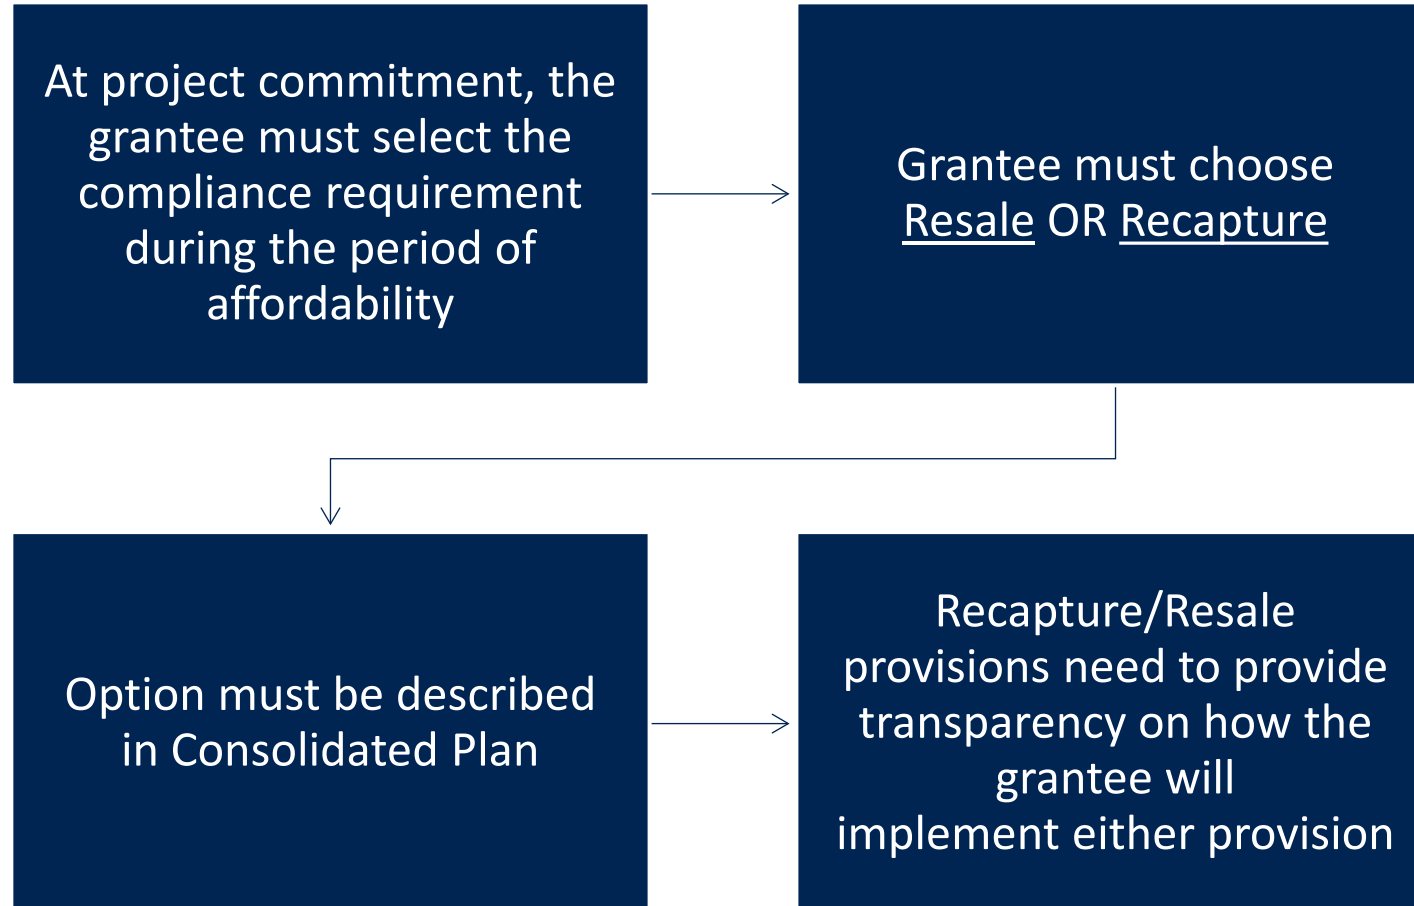 At project commitment, the
grantee must select the
compliance requirement
during the period of
affordability
Grantee must choose
Resale OR Recapture
Option must be described
in Consolidated Plan
Recapture/Resale
provisions need to provide
transparency on how the
grantee will
implement either provision